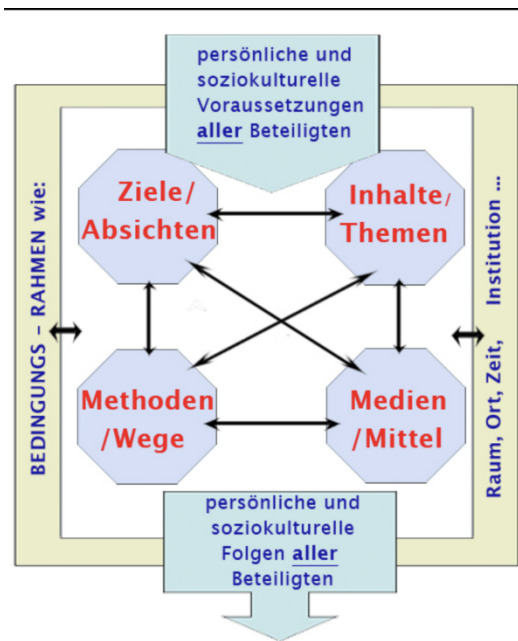 persönliche und
soziokulturelle
Voraussetzungen
aller Beteiligten
Ziele/
Absichten
Inhalte/
Themen
BEDINGUNGS – RAHMEN wie:
Raum, Ort, Zeit, Institution ...
Methoden
/Wege
Medien
/Mittel
persönliche und
soziokulturelle
Folgen aller
Beteiligten